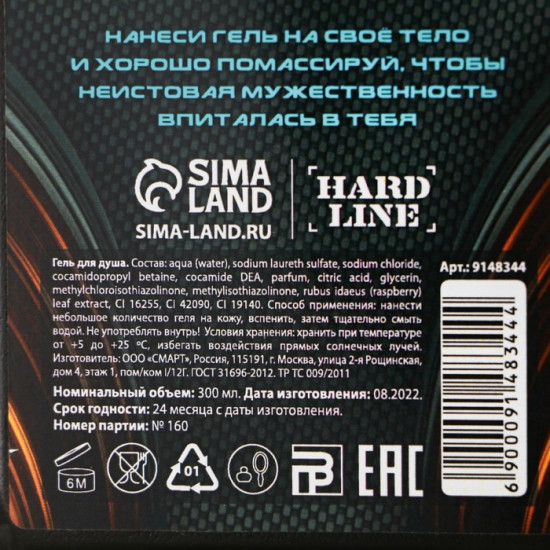 НАНЕСИ ГЕЛЬ НА СВОЁ ТЕЛО
И ХОРОШО ПОМАССИРУЙ, ЧТОБЫ
НЕИСТОВАЯ МУЖЕСТВЕННОСТЬ
ВПИТАЛАСЬ В ТЕБЯ
SIMA
LAND
SIMA-LAND.RU
HARD
LINE
Гель для душа. Состав: aqua (water), sodium laureth sulfate, sodium chloride,
cocamidopropyl betaine, cocamide DEA, parfum, citric acid, glycerin,
methylchloroisothiazolinone, methylisothiazolinone, rubus idaeus (raspberry)
leaf extract, CI 16255, CI 42090, CI 19140. Способ применения: нанести
небольшое количество геля на кожу, вспенить, затем тщательно смыть
водой. Не употреблять внутрь! Условия хранения: хранить при температуре
от +5 до +25 °C, избегать воздействия прямых солнечных лучей.
Изготовитель: ООО «СМАРТ», Россия, 115191, г. Москва, улица 2-я Рощинская,
дом 4, этаж 1, пом/ком I/12Г. ГОСТ 31696-2012. ТР ТС 009/2011
Номинальный объем: 300 мл. Дата изготовления: 08.2022.
Срок годности: 24 месяца с даты изготовления.
Номер партии: № 160
Арт.: 9148344
6 900091 483444
6М
01
EAC